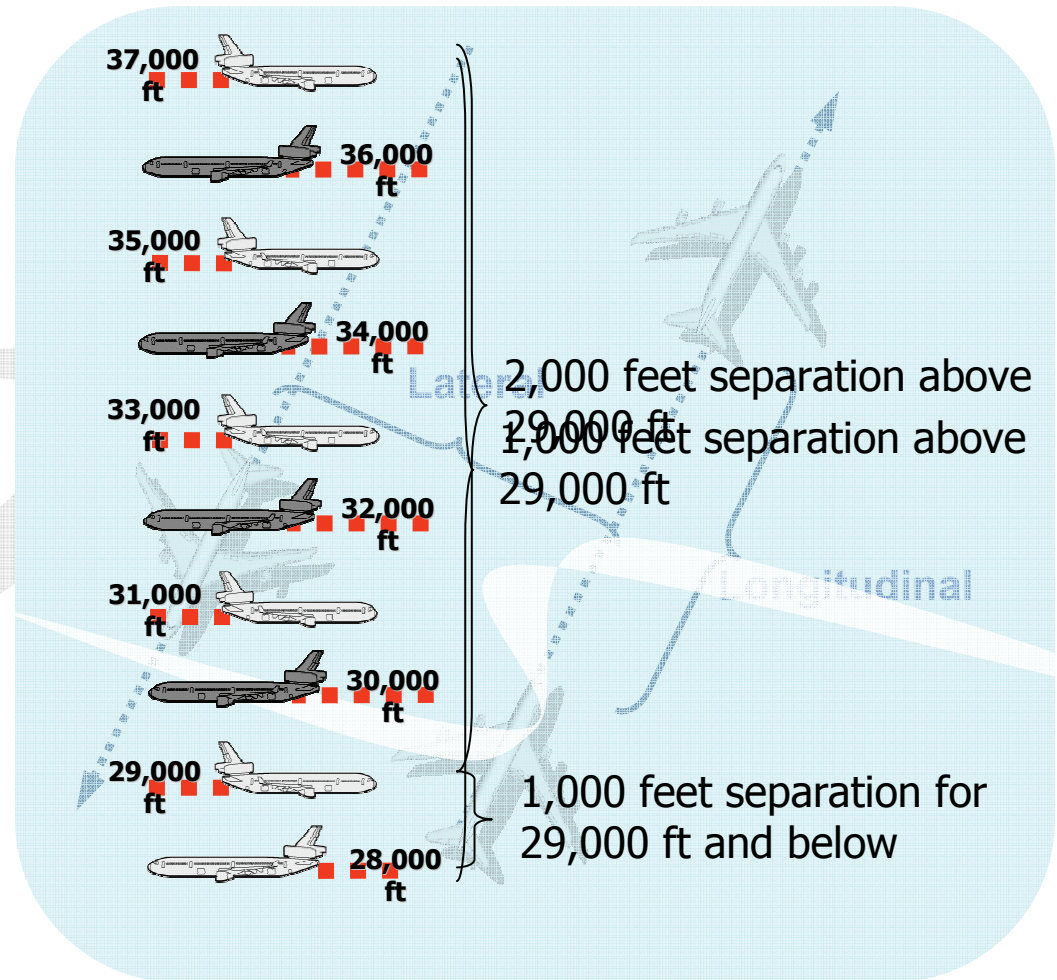 37,000
ft
36,000
ft
35,000
ft
34,000
ft
Lateral
2,000 feet separation above
29,000 ft
33,000
ft
1,000 feet separation above
29,000 ft
32,000
ft
31,000
ft
Longitudinal
30,000
ft
29,000
ft
1,000 feet separation for
29,000 ft and below
28,000
ft